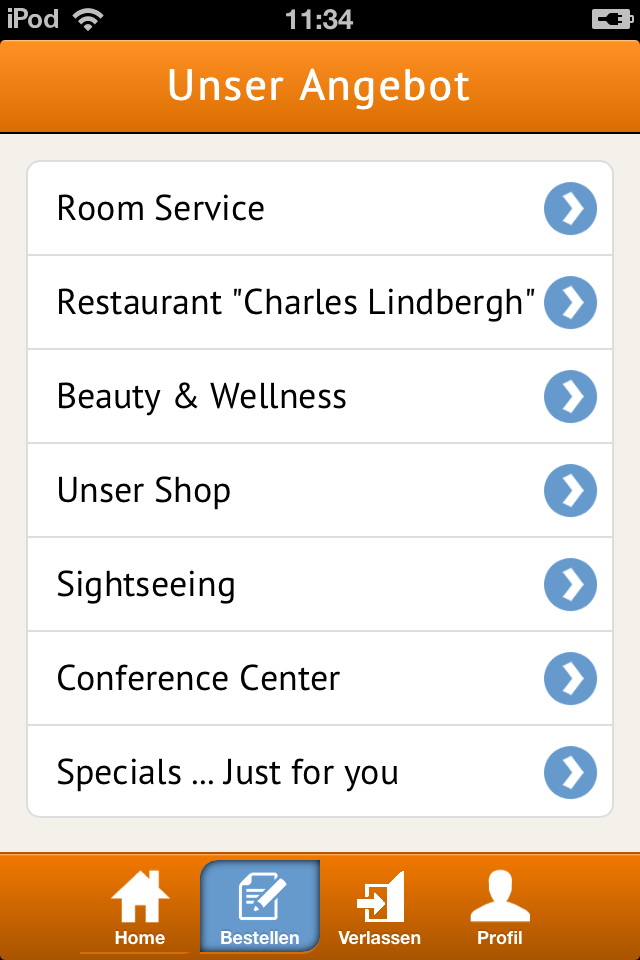 iPod 11:34
Unser Angebot
Room Service
Restaurant "Charles Lindbergh"
Beauty & Wellness
Unser Shop
Sightseeing
Conference Center
Specials ... Just for you
Home Bestellen Verlassen Profil